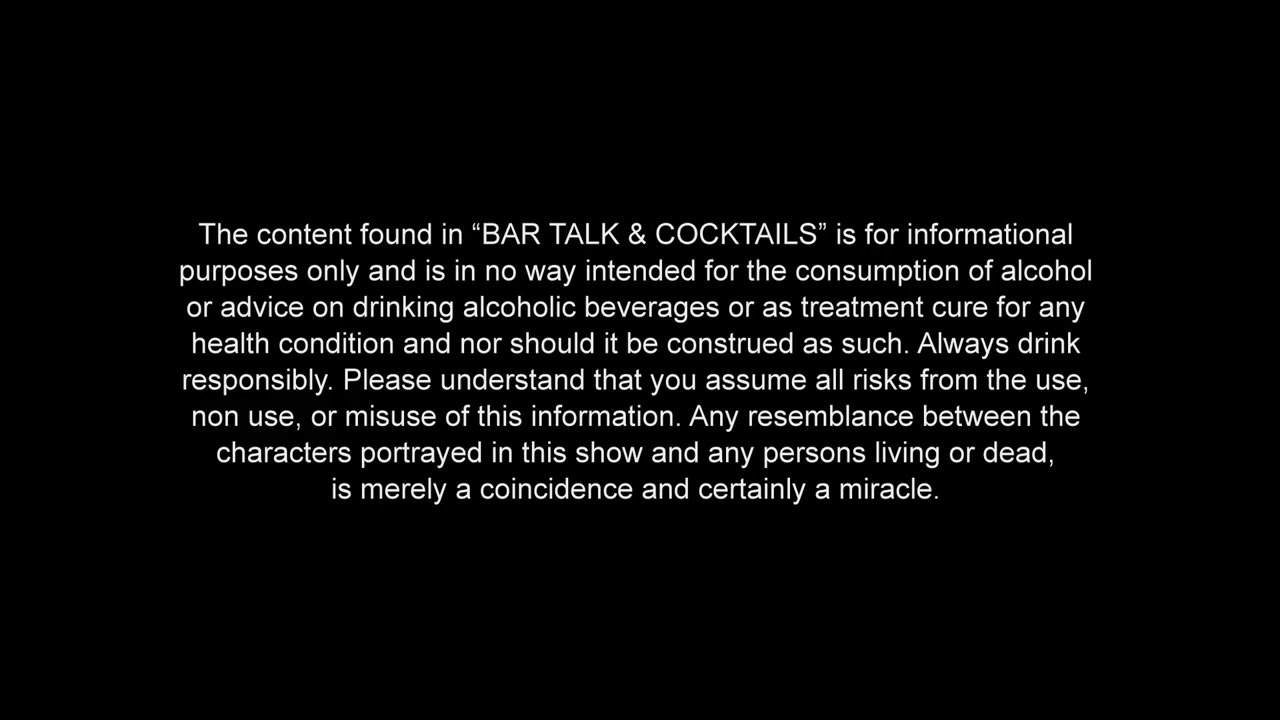 The content found in “BAR TALK & COCKTAILS” is for informational
purposes only and is in no way intended for the consumption of alcohol
or advice on drinking alcoholic beverages or as treatment cure for any
health condition and nor should it be construed as such. Always drink
responsibly. Please understand that you assume all risks from the use,
non use, or misuse of this information. Any resemblance between the
characters portrayed in this show and any persons living or dead,
is merely a coincidence and certainly a miracle.